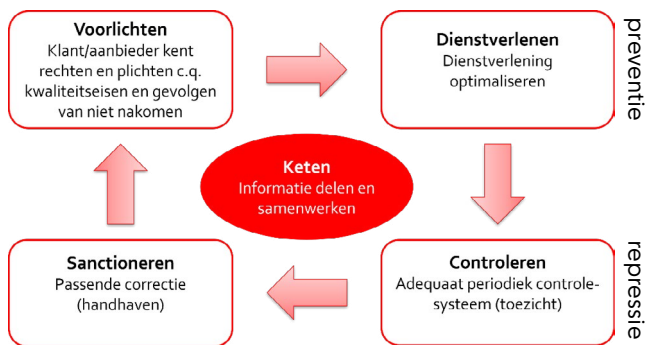 Voorlichten
Klant/aanbieder kent
rechten en plichten c.q.
kwaliteitseisen en gevolgen
van niet nakomen
Dienstverlenen
Dienstverlening
optimaliseren
preventie
Keten
Informatie delen en
samenwerken
Sanctioneren
Passende correctie
(handhaven)
Controleren
Adequaat periodiek controle-
systeem (toezicht)
repressie